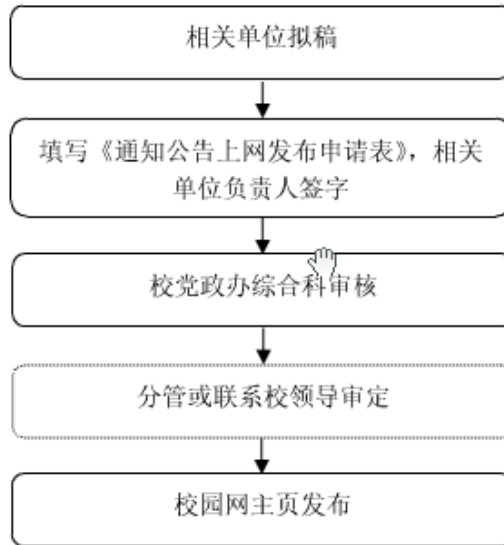 相关单位拟稿
填写《通知公告上网发布申请表》，相关
单位负责人签字
校党政办综合科审核
分管或联系校领导审定
校园网主页发布